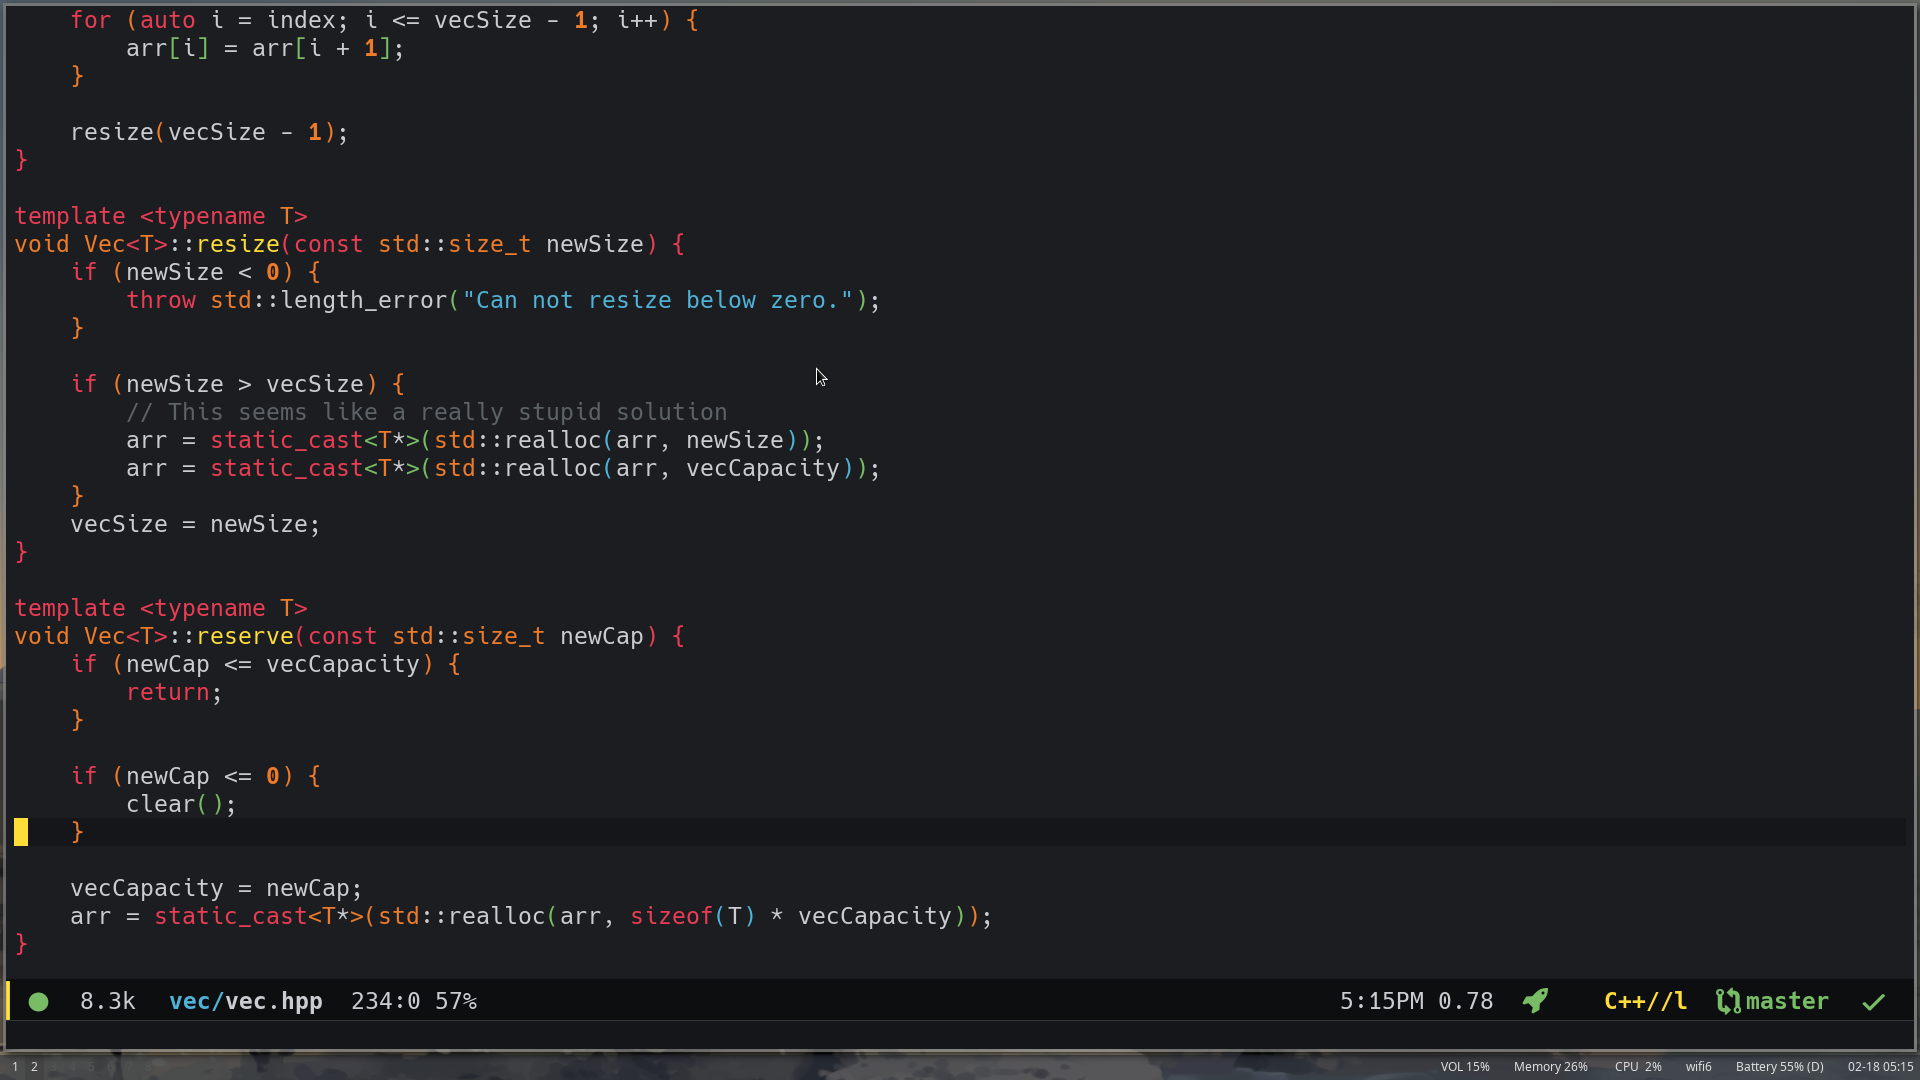 for (auto i = index; i <= vecSize - 1; i++) {
arr[i] = arr[i + 1];
}
resize(vecSize - 1);
}
template <typename T>
void Vec<T>::resize(const std::size_t newSize) {
if (newSize < 0) {
throw std::length_error("Can not resize below zero.");
}
if (newSize > vecSize) {
// This seems like a really stupid solution
arr = static_cast<T*>(std::realloc(arr, newSize));
arr = static_cast<T*>(std::realloc(arr, vecCapacity));
}
vecSize = newSize;
}
template <typename T>
void Vec<T>::reserve(const std::size_t newCap) {
if (newCap <= vecCapacity) {
return;
}
if (newCap <= 0) {
clear();
}
vecCapacity = newCap;
arr = static_cast<T*>(std::realloc(arr, sizeof(T) * vecCapacity));
}
8.3k vec/vec.hpp 234:0 57% 5:15PM 0.78 C++//l master
1 2 VOL 15% Memory 26% CPU 2% wifi6 Battery 55% (D) 02-18 05:15